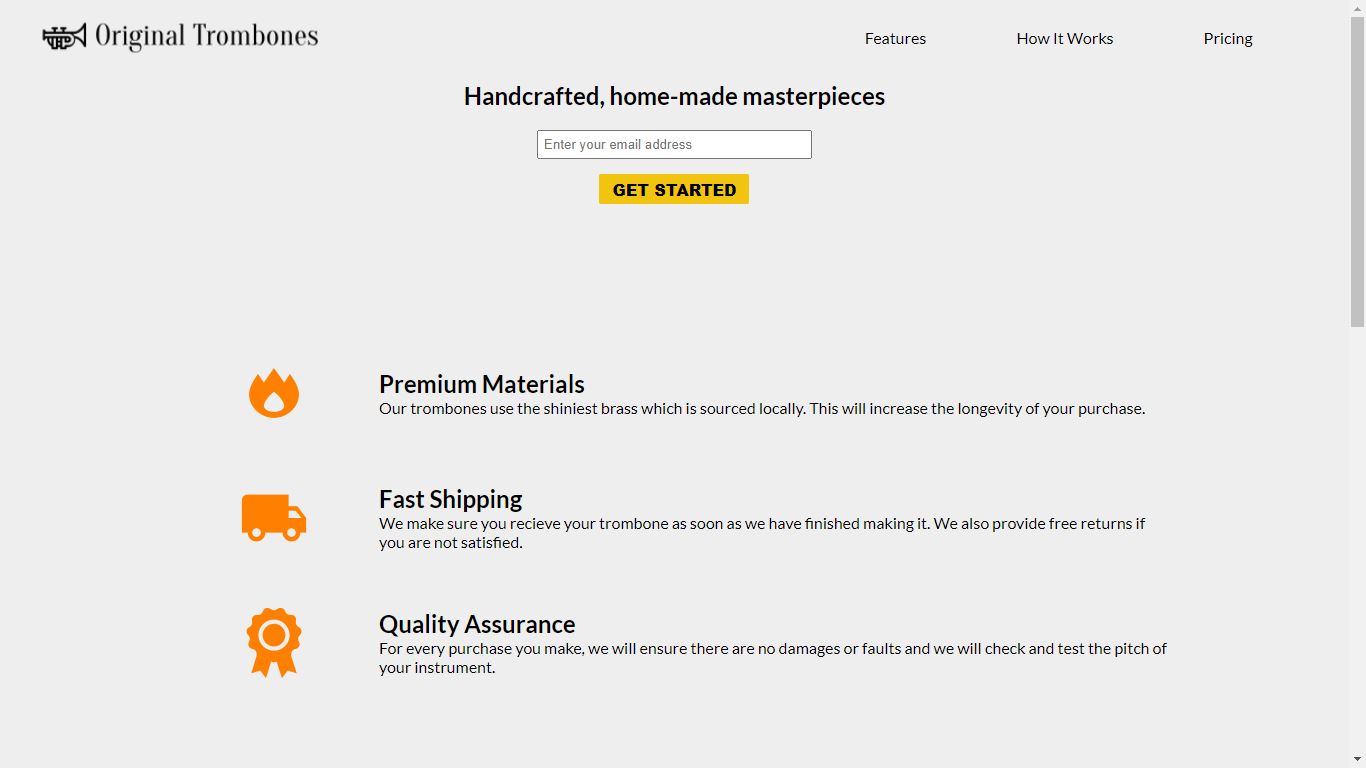 Original Trombones
Features
How It Works
Pricing
Handcrafted, home-made masterpieces
Enter your email address
GET STARTED
Premium Materials
Our trombones use the shiniest brass which is sourced locally. This will increase the longevity of your purchase.
Fast Shipping
We make sure you recieve your trombone as soon as we have finished making it. We also provide free returns if
you are not satisfied.
Quality Assurance
For every purchase you make, we will ensure there are no damages or faults and we will check and test the pitch of
your instrument.